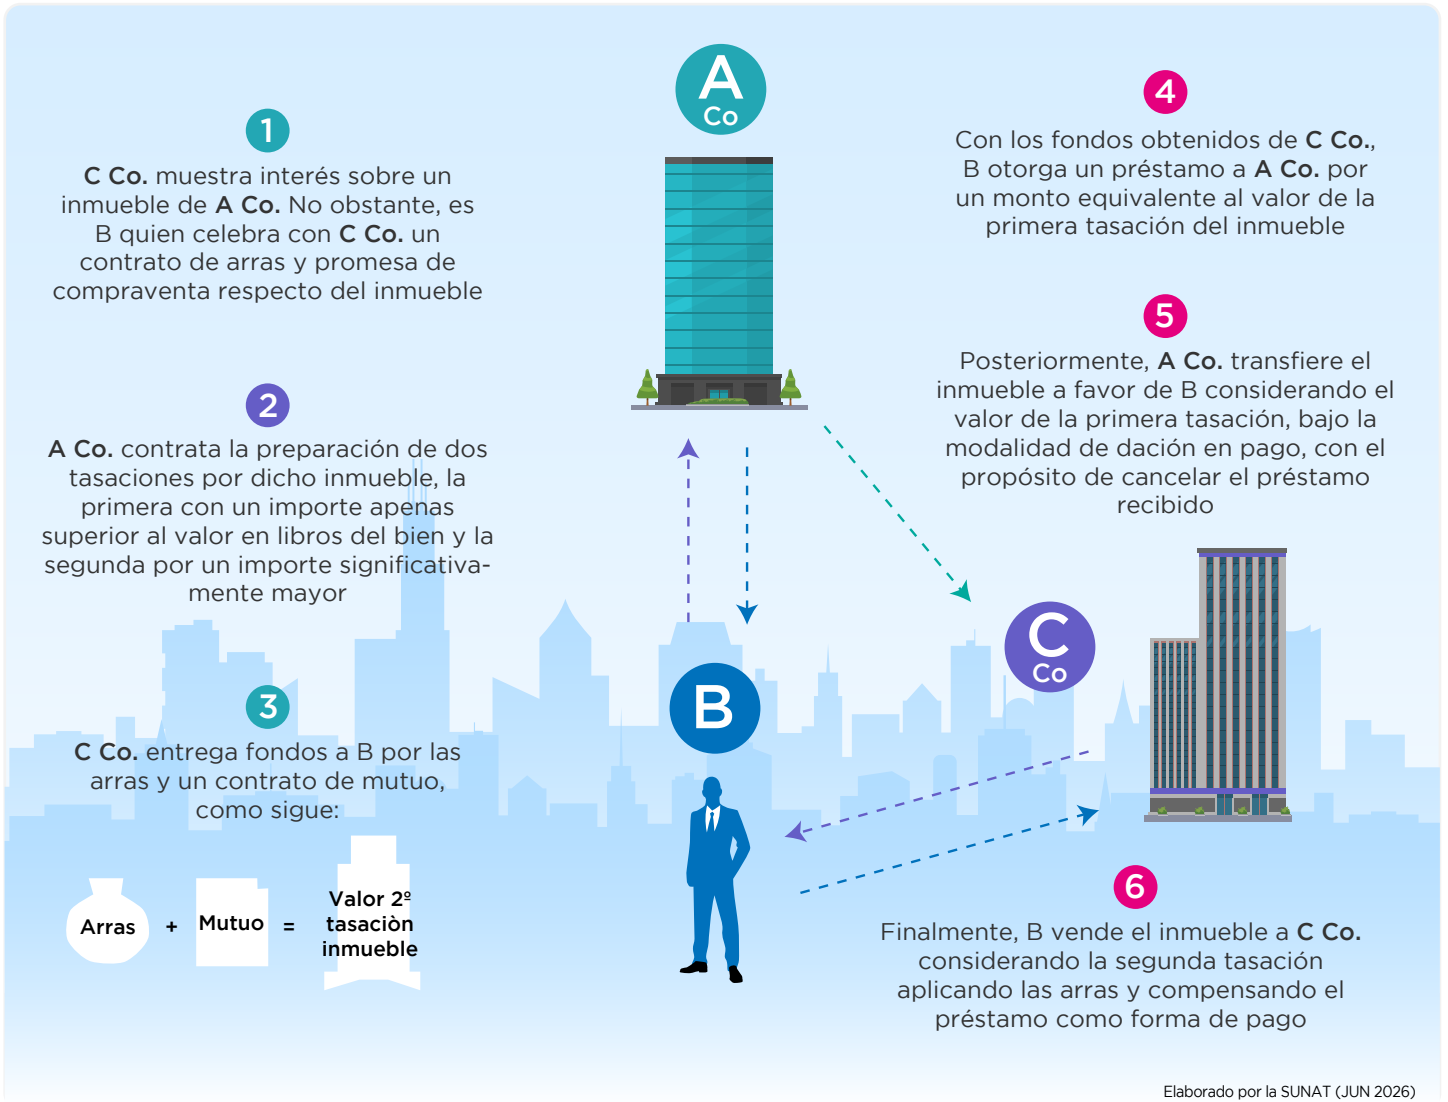 A
Co
1
C Co. muestra interés sobre un
inmueble de A Co. No obstante, es
B quien celebra con C Co. un
contrato de arras y promesa de
compraventa respecto del inmueble
2
A Co. contrata la preparación de dos
tasaciones por dicho inmueble, la
primera con un importe apenas
superior al valor en libros del bien y la
segunda por un importe significativa-
mente mayor
3
C Co. entrega fondos a B por las
arras y un contrato de mutuo,
como sigue:
Arras + Mutuo =
Valor 2º
tasaciòn
inmueble
B
4
Con los fondos obtenidos de C Co.,
B otorga un préstamo a A Co. por
un monto equivalente al valor de la
primera tasación del inmueble
5
Posteriormente, A Co. transfiere el
inmueble a favor de B considerando el
valor de la primera tasación, bajo la
modalidad de dación en pago, con el
propósito de cancelar el préstamo
recibido
C
Co
6
Finalmente, B vende el inmueble a C Co.
considerando la segunda tasación
aplicando las arras y compensando el
préstamo como forma de pago
Elaborado por la SUNAT (JUN 2026)